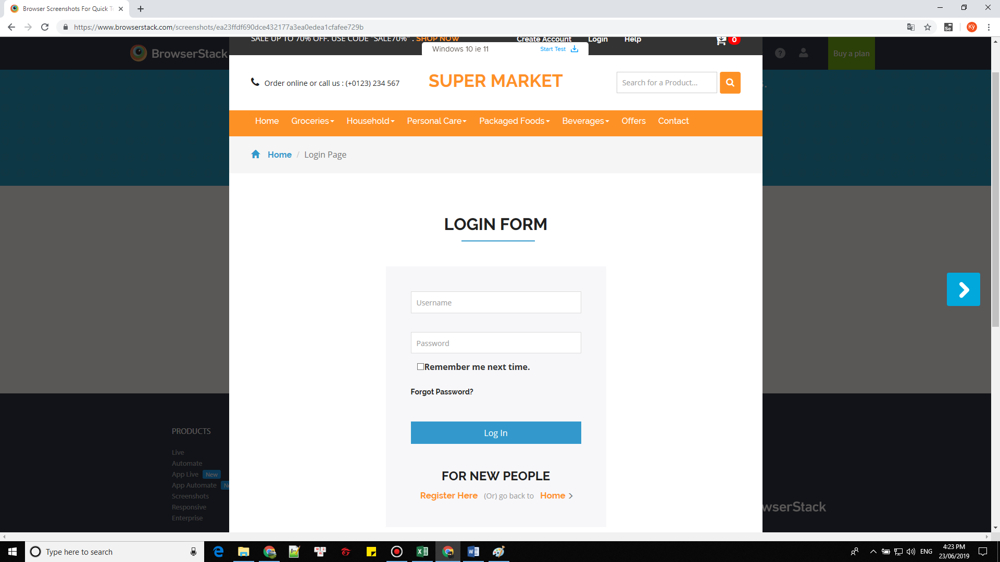 Browser Screenshots For Quick T
https://www.browserstack.com/screenshots/ea23ffdf690dce432177a3ea0edea1cfafee729b
Kỳ
SALE UP TO 70% OFF. USE CODE "SALE70%" . SHOP NOW
Create Account Login Help 0
Windows 10 ie 11 Start Test
BrowserStack
? Buy a plan
Order online or call us : (+0123) 234 567
SUPER MARKET
Search for a Product...
Home Groceries Household Personal Care Packaged Foods Beverages Offers Contact
Home / Login Page
LOGIN FORM
Username
Password
Remember me next time.
Forgot Password?
Log In
FOR NEW PEOPLE
Register Here (Or) go back to Home >
PRODUCTS
Live
Automate
App Live New
App Automate N
Screenshots
Responsive
Enterprise
wserStack
Type here to search
ENG
4:23 PM
23/06/2019